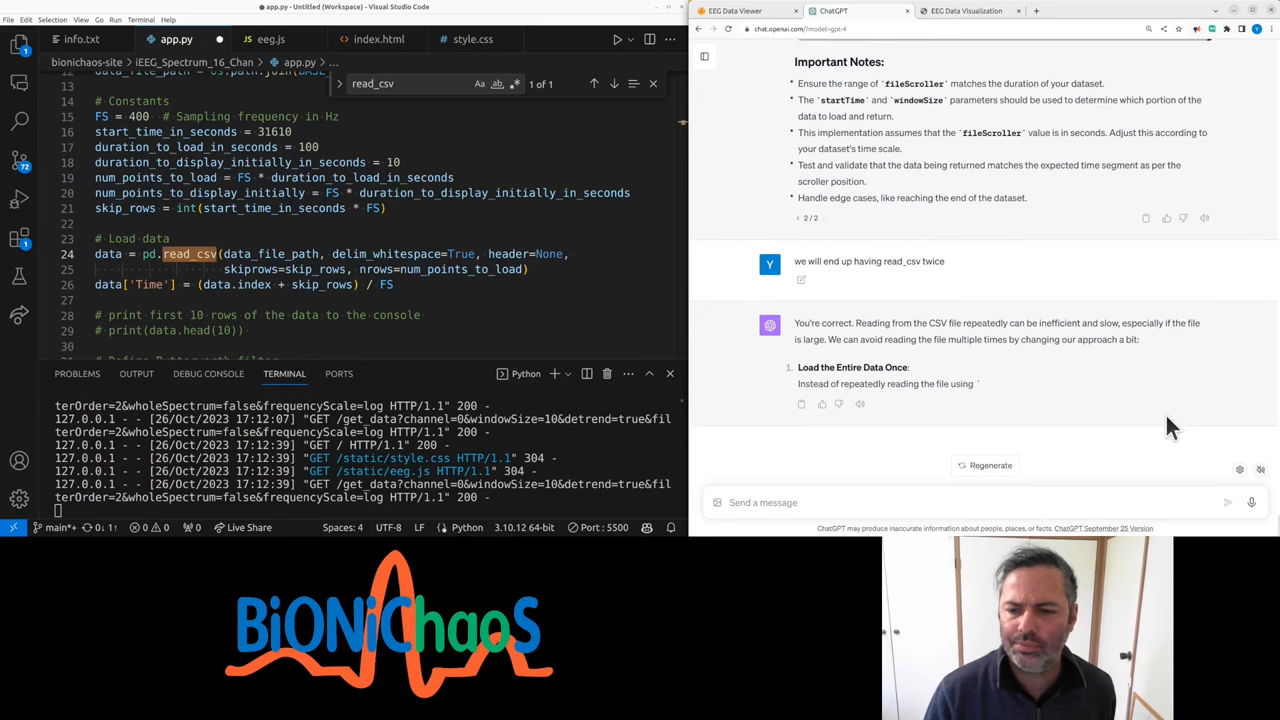 app.py - Untitled (Workspace) - Visual Studio Code
File Edit Selection View Go Run Terminal Help
info.txt app.py eeg.js index.html style.css
bionichaos-site > iEEG_Spectrum_16_Chan > app.py > ...
read_csv Aa ab 1 of 1
14 # Constants
15 FS = 400 # Sampling frequency in Hz
16 start_time_in_seconds = 31610
17 duration_to_load_in_seconds = 100
18 duration_to_display_initially_in_seconds = 10
19 num_points_to_load = FS * duration_to_load_in_seconds
20 num_points_to_display_initially = FS * duration_to_display_initially_in_seconds
21 skip_rows = int(start_time_in_seconds * FS)
22
23 # Load data
24 data = pd.read_csv(data_file_path, delim_whitespace=True, header=None,
25 skiprows=skip_rows, nrows=num_points_to_load)
26 data['Time'] = (data.index + skip_rows) / FS
27
28 # print first 10 rows of the data to the console
29 # print(data.head(10))
30
PROBLEMS OUTPUT DEBUG CONSOLE TERMINAL PORTS Python
terOrder=2&wholeSpectrum=false&frequencyScale=log HTTP/1.1" 200 -
127.0.0.1 - - [26/Oct/2023 17:12:07] "GET /get_data?channel=0&windowSize=10&detrend=true&fil
terOrder=2&wholeSpectrum=false&frequencyScale=log HTTP/1.1" 200 -
127.0.0.1 - - [26/Oct/2023 17:12:39] "GET / HTTP/1.1" 200 -
127.0.0.1 - - [26/Oct/2023 17:12:39] "GET /static/style.css HTTP/1.1" 304 -
127.0.0.1 - - [26/Oct/2023 17:12:39] "GET /static/eeg.js HTTP/1.1" 304 -
127.0.0.1 - - [26/Oct/2023 17:12:39] "GET /get_data?channel=0&windowSize=10&detrend=true&fil
terOrder=2&wholeSpectrum=false&frequencyScale=log HTTP/1.1" 200 -
main*+ 0↓ 1↑ 0 0 0 Live Share Spaces: 4 UTF-8 LF Python 3.10.12 64-bit Port : 5500
72
1
1
EEG Data Viewer ChatGPT EEG Data Visualization
chat.openai.com/?model=gpt-4
Important Notes:
• Ensure the range of `fileScroller` matches the duration of your dataset.
• The `startTime` and `windowSize` parameters should be used to determine which portion of the
data to load and return.
• This implementation assumes that the `fileScroller` value is in seconds. Adjust this according to
your dataset's time scale.
• Test and validate that the data being returned matches the expected time segment as per the
scroller position.
• Handle edge cases, like reaching the end of the dataset.
2 / 2
Y we will end up having read_csv twice
You're correct. Reading from the CSV file repeatedly can be inefficient and slow, especially if the file
is large. We can avoid reading the file multiple times by changing our approach a bit:
1. Load the Entire Data Once:
Instead of repeatedly reading the file using `
Regenerate
Send a message
ChatGPT may produce inaccurate information about people, places, or facts. ChatGPT September 25 Version
BiONiChaoS